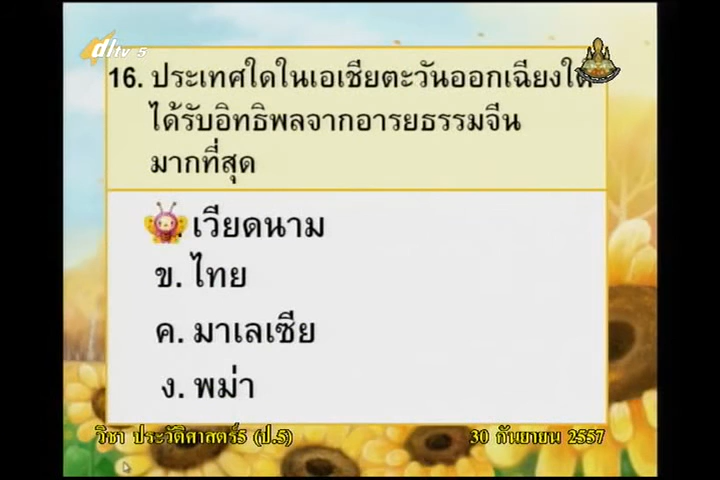 dltv 5
16. ประเทศใดในเอเชียตะวันออกเฉียงใต้
ได้รับอิทธิพลจากอารยธรรมจีน
มากที่สุด
. เวียดนาม
ข. ไทย
ค. มาเลเซีย
ง. พม่า
วิชา ประวัติศาสตร์5 (ป.5)
30 กันยายน 2557